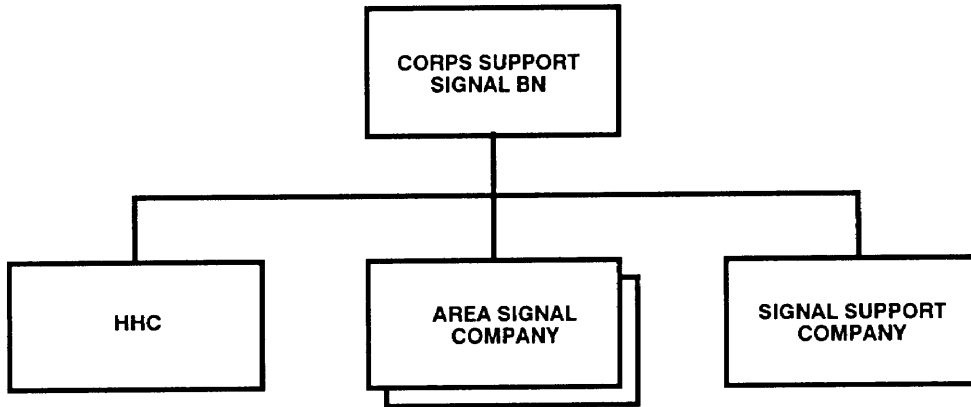 CORPS SUPPORT
SIGNAL BN
HHC
AREA SIGNAL
COMPANY
SIGNAL SUPPORT
COMPANY